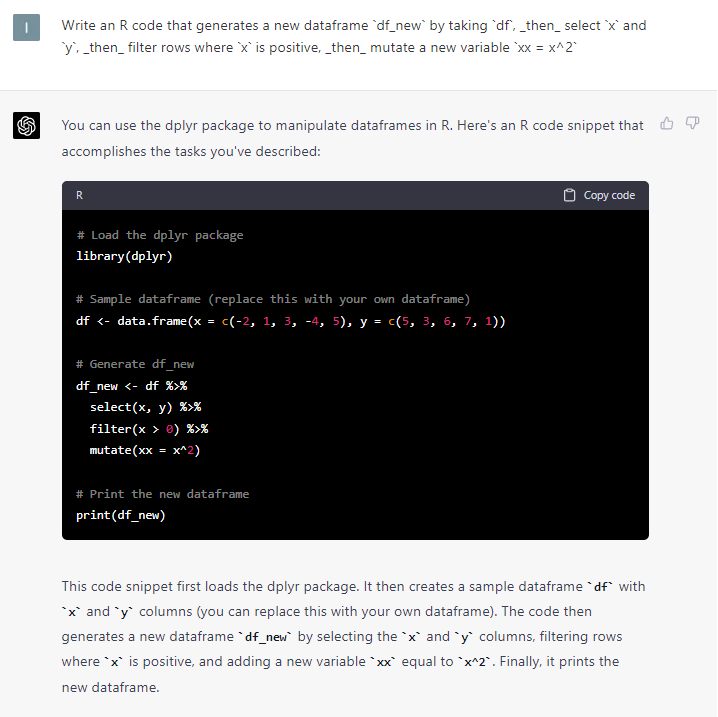 I
Write an R code that generates a new dataframe `df_new` by taking `df`, _then_ select `x` and
`y`, _then_ filter rows where `x` is positive, _then_ mutate a new variable `xx = x^2`
You can use the dplyr package to manipulate dataframes in R. Here's an R code snippet that
accomplishes the tasks you've described:
R Copy code
# Load the dplyr package
library(dplyr)
# Sample dataframe (replace this with your own dataframe)
df <- data.frame(x = c(-2, 1, 3, -4, 5), y = c(5, 3, 6, 7, 1))
# Generate df_new
df_new <- df %>%
  select(x, y) %>%
  filter(x > 0) %>%
  mutate(xx = x^2)
# Print the new dataframe
print(df_new)
This code snippet first loads the dplyr package. It then creates a sample dataframe `df` with
`x` and `y` columns (you can replace this with your own dataframe). The code then
generates a new dataframe `df_new` by selecting the `x` and `y` columns, filtering rows
where `x` is positive, and adding a new variable `xx` equal to `x^2`. Finally, it prints the
new dataframe.